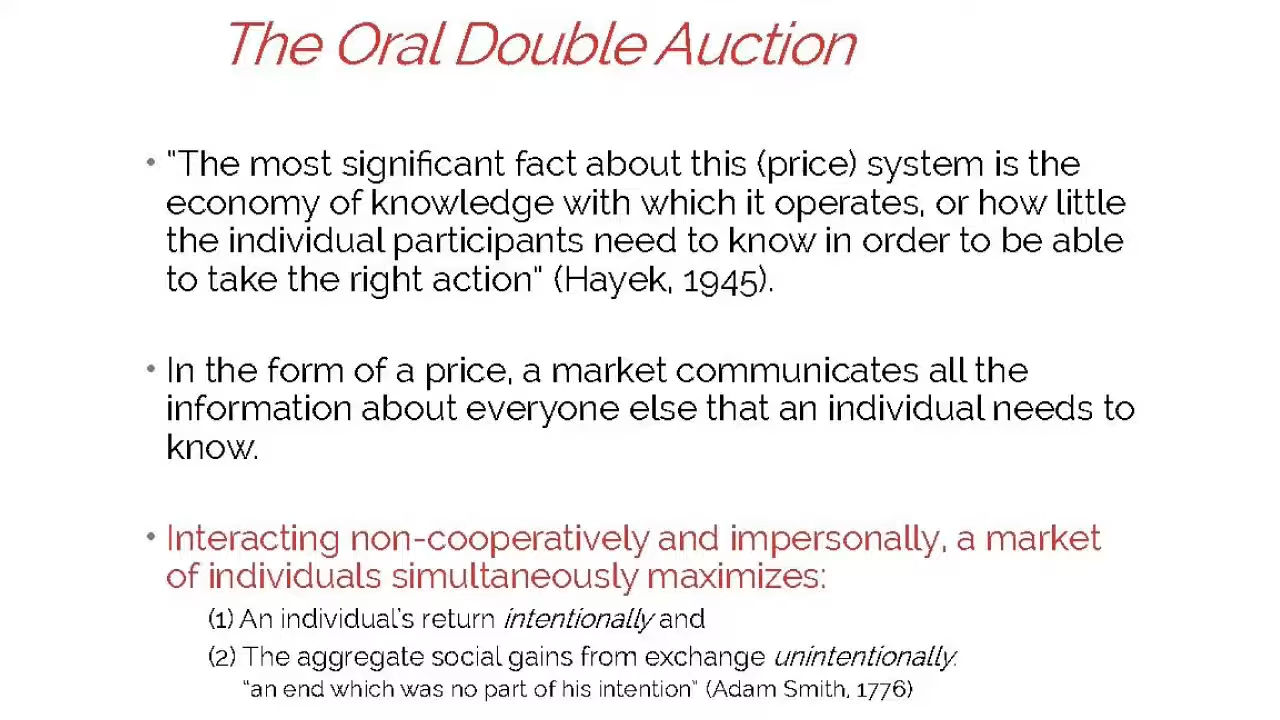 The Oral Double Auction
• "The most significant fact about this (price) system is the
economy of knowledge with which it operates, or how little
the individual participants need to know in order to be able
to take the right action" (Hayek, 1945).
• In the form of a price, a market communicates all the
information about everyone else that an individual needs to
know.
• Interacting non-cooperatively and impersonally, a market
of individuals simultaneously maximizes:
(1) An individual's return intentionally and
(2) The aggregate social gains from exchange unintentionally:
"an end which was no part of his intention" (Adam Smith, 1776)